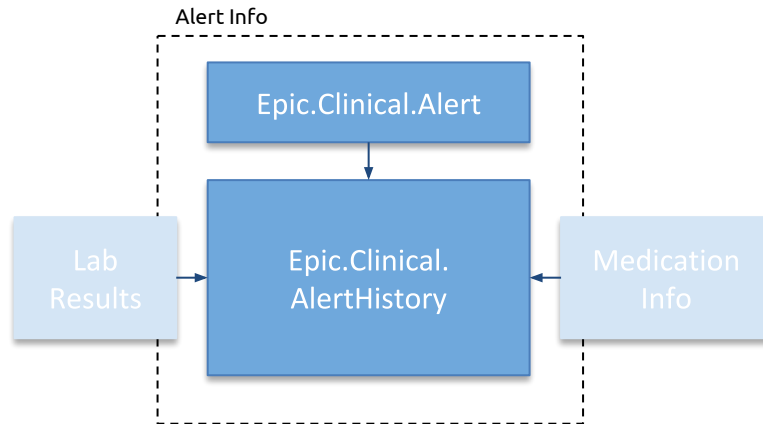 Alert Info
Epic.Clinical.Alert
Lab
Results
Epic.Clinical.
AlertHistory
Medication
Info